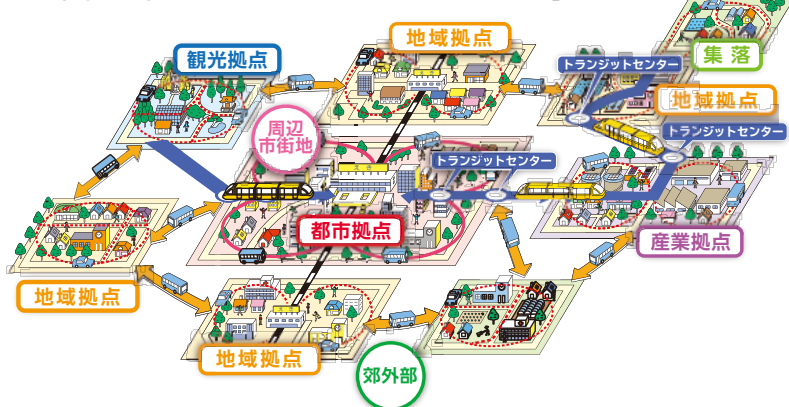 地域拠点
観光拠点
集落
トランジットセンター
地域拠点
周辺
市街地
トランジットセンター
トランジットセンター
都市拠点
産業拠点
地域拠点
地域拠点
郊外部